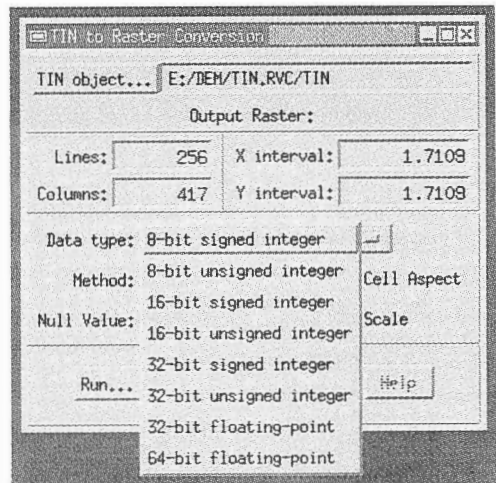 TIN to Raster Conversion
TIN object... E:/DEM/TIN.RVC/TIN
Output Raster:
Lines: 256 X interval: 1.7109
Columns: 417 Y interval: 1.7109
Data type: 8-bit signed integer
8-bit unsigned integer
Method: Cell Aspect
16-bit signed integer
Null Value: Scale
16-bit unsigned integer
32-bit signed integer
Run... Help
32-bit unsigned integer
32-bit floating-point
64-bit floating-point